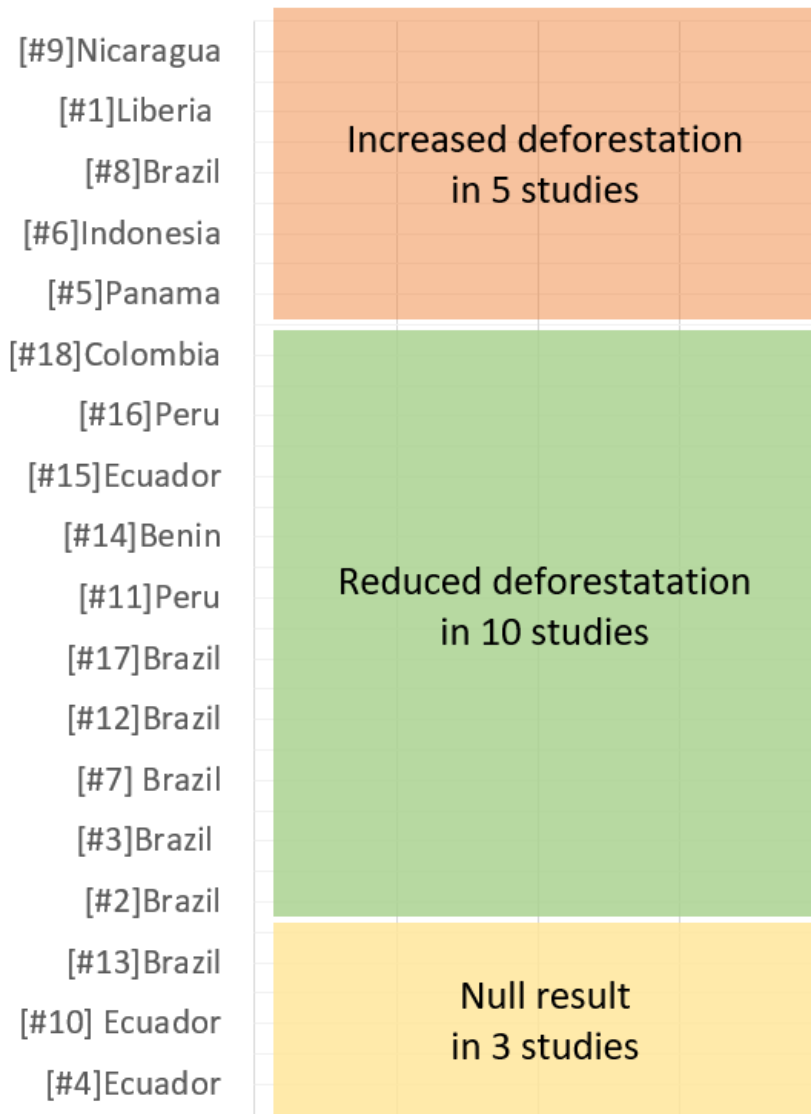 [#9]Nicaragua
[#1]Liberia
[#8]Brazil
[#6]Indonesia
[#5]Panama
Increased deforestation
in 5 studies
[#18]Colombia
[#16]Peru
[#15]Ecuador
[#14]Benin
[#11]Peru
[#17]Brazil
[#12]Brazil
[#7] Brazil
[#3]Brazil
[#2]Brazil
Reduced deforestatation
in 10 studies
[#13]Brazil
[#10] Ecuador
[#4]Ecuador
Null result
in 3 studies